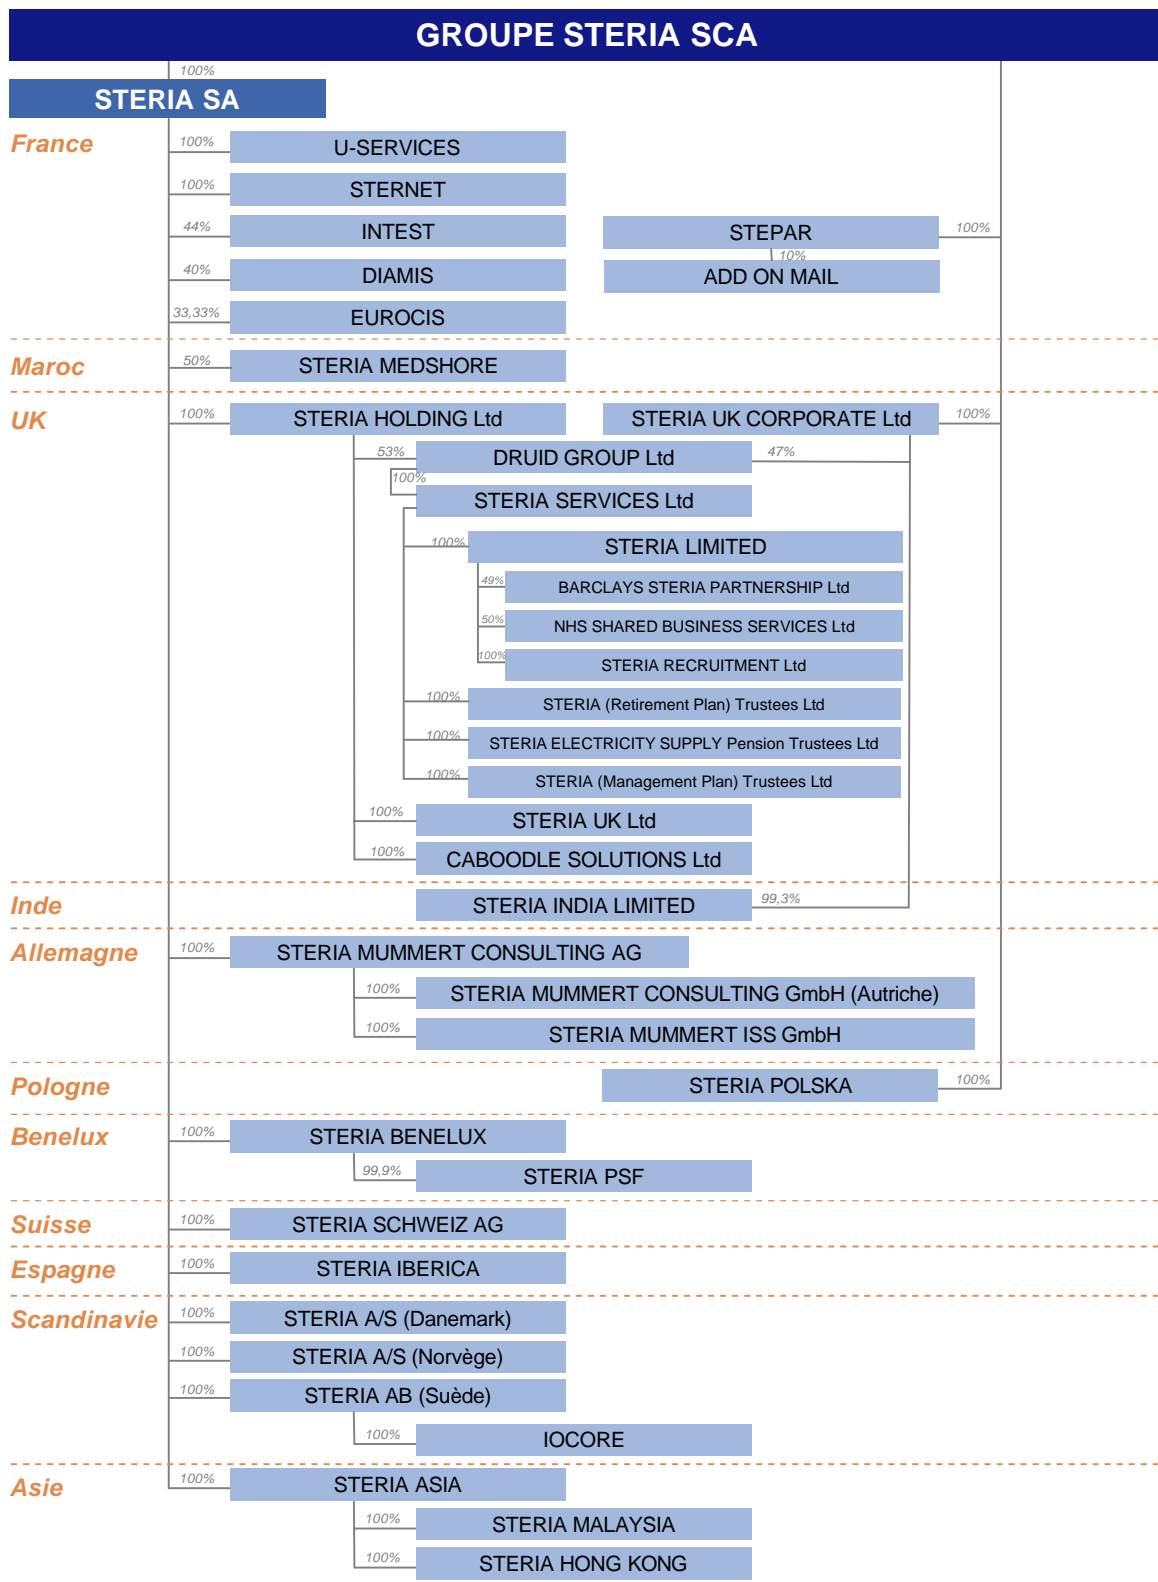 GROUPE STERIA SCA
100%
STERIA SA
France
100%
U-SERVICES
100%
STERNET
44%
INTEST
STEPAR
100%
10%
40%
DIAMIS
ADD ON MAIL
33,33%
EUROCIS
Maroc
50%
STERIA MEDSHORE
UK
100%
STERIA HOLDING Ltd
STERIA UK CORPORATE Ltd
100%
53%
DRUID GROUP Ltd
47%
100%
STERIA SERVICES Ltd
100%
STERIA LIMITED
49%
BARCLAYS STERIA PARTNERSHIP Ltd
50%
NHS SHARED BUSINESS SERVICES Ltd
100%
STERIA RECRUITMENT Ltd
100%
STERIA (Retirement Plan) Trustees Ltd
100%
STERIA ELECTRICITY SUPPLY Pension Trustees Ltd
100%
STERIA (Management Plan) Trustees Ltd
100%
STERIA UK Ltd
100%
CABOODLE SOLUTIONS Ltd
Inde
STERIA INDIA LIMITED
99,3%
Allemagne
100%
STERIA MUMMERT CONSULTING AG
100%
STERIA MUMMERT CONSULTING GmbH (Autriche)
100%
STERIA MUMMERT ISS GmbH
Pologne
STERIA POLSKA
100%
Benelux
100%
STERIA BENELUX
99,9%
STERIA PSF
Suisse
100%
STERIA SCHWEIZ AG
Espagne
100%
STERIA IBERICA
Scandinavie
100%
STERIA A/S (Danemark)
100%
STERIA A/S (Norvège)
100%
STERIA AB (Suède)
100%
IOCORE
Asie
100%
STERIA ASIA
100%
STERIA MALAYSIA
100%
STERIA HONG KONG